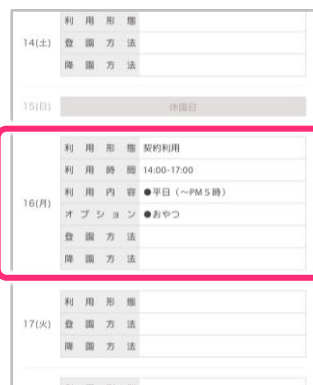 利用形態
14(土) 登園方法
降園方法
15(日) 休園日
利用形態 契約利用
利用時間 14:00-17:00
利用内容 ●平日（～PM５時）
16(月)
オプション ●おやつ
登園方法
降園方法
利用形態
17(火) 登園方法
降園方法